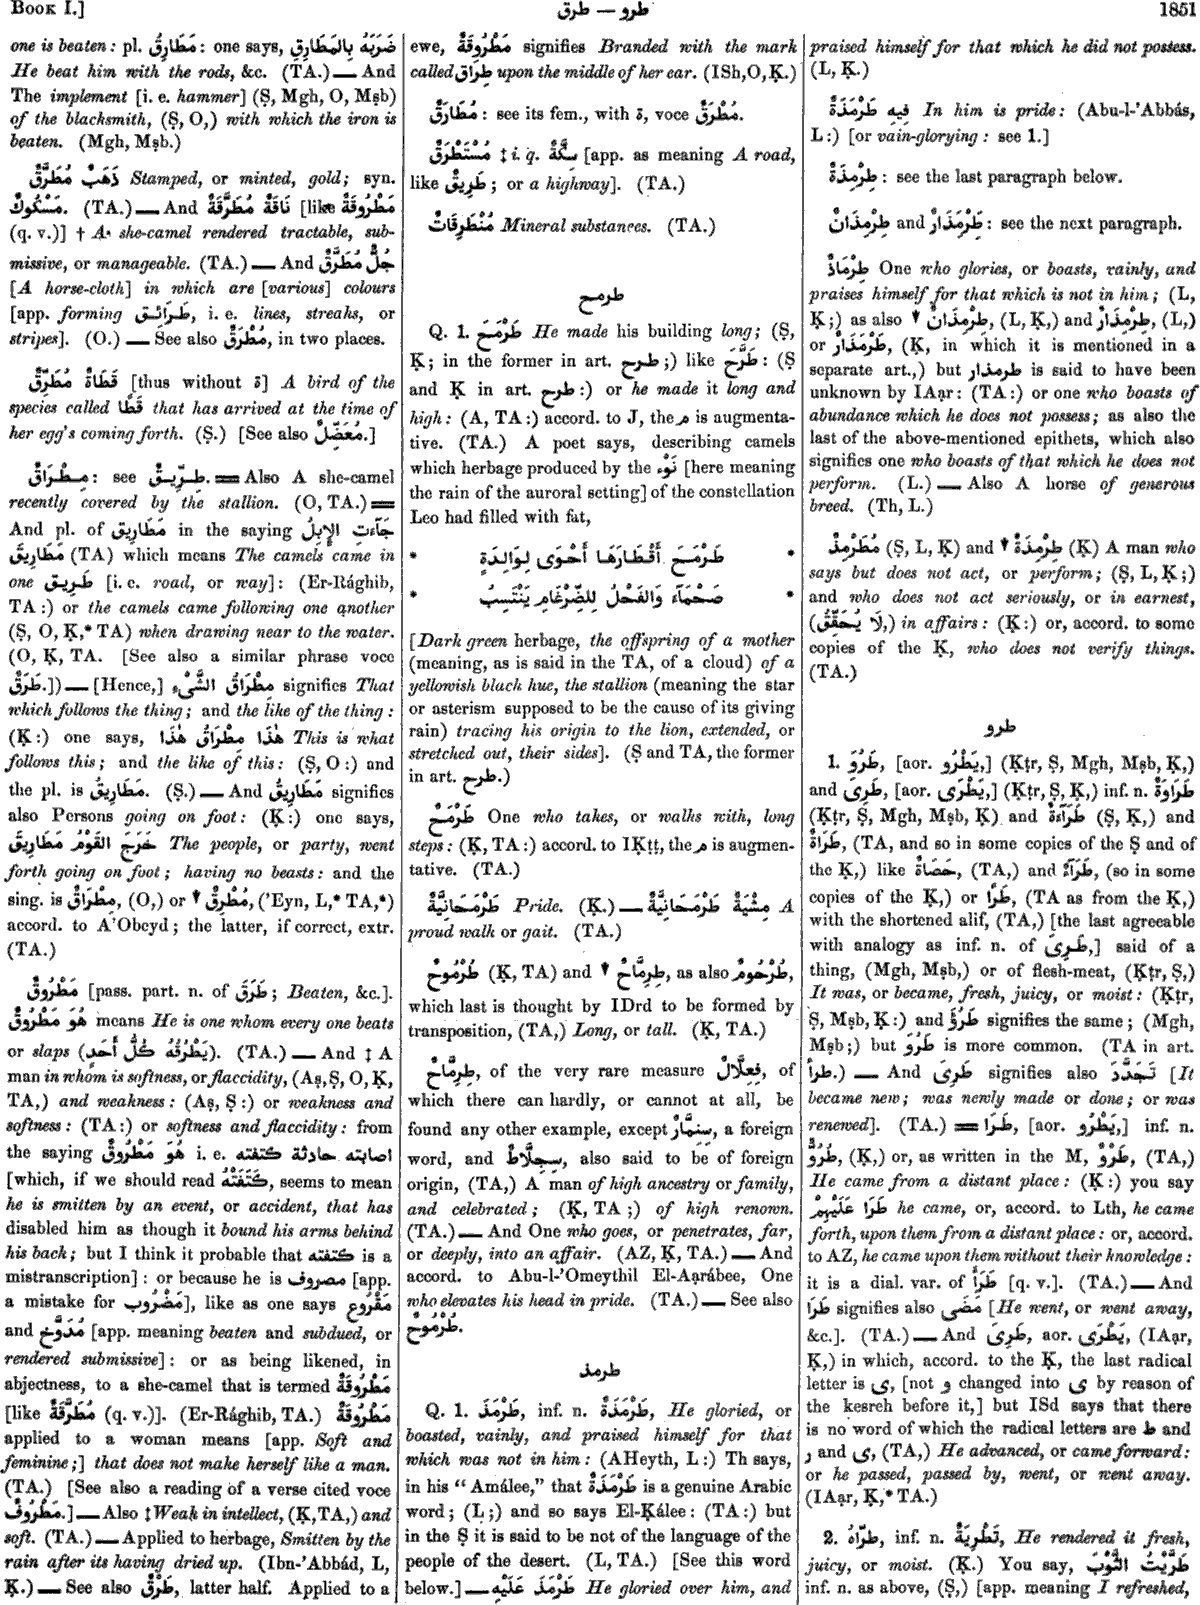 BOOK I.]
طرق — طرو
1851
one is beaten: pl. مَطَارِقُ: one says, ضَرَبَهُ بِالمَطَارِقِ
He beat him with the rods, &c. (TA.) — And
The implement [i. e. hammer] (Ṣ, Mgh, O, Mṣb)
of the blacksmith, (Ṣ, O,) with which the iron is
beaten. (Mgh, Mṣb.)
ذَهَبٌ مُطَرَّقٌ Stamped, or minted, gold; syn.
مَسْكُوكٌ. (TA.) — And نَاقَةٌ مُطَرَّقَةٌ [like مَطْرُوقَةٌ
(q. v.)] † A she-camel rendered tractable, sub-
missive, or manageable. (TA.) — And جُلٌّ مُطَرَّقٌ
[A horse-cloth] in which are [various] colours
[app. forming طَرَائِق, i. e. lines, streaks, or
stripes]. (O.) — See also مُطْرَقٌ, in two places.
قَطَاةٌ مُطَرِّقٌ [thus without ة] A bird of the
species called قَطًا that has arrived at the time of
her egg's coming forth. (Ṣ.) [See also مُعَضِّلٌ.]
مِطْرَاقٌ: see طِرِّيقٌ. ═ Also A she-camel
recently covered by the stallion. (O, TA.) ═
And pl. of مَطَارِيق in the saying جَآءَتِ الإِبِلُ
مَطَارِيقَ (TA) which means The camels came in
one طَرِيق [i. e. road, or way]: (Er-Rághib,
TA:) or the camels came following one another
(Ṣ, O, Ḳ,* TA) when drawing near to the water.
(O, Ḳ, TA. [See also a similar phrase voce
طَرَقٌ.]) — [Hence,] مِطْرَاقُ الشَّىْءِ signifies That
which follows the thing; and the like of the thing:
(Ḳ:) one says, هٰذَا مِطْرَاقُ هٰذَا This is what
follows this; and the like of this: (Ṣ, O:) and
the pl. is مَطَارِيقُ. (Ṣ.) — And مَطَارِيقُ signifies
also Persons going on foot: (Ḳ:) one says,
خَرَجَ القَوْمُ مَطَارِيقَ The people, or party, went
forth going on foot; having no beasts: and the
sing. is مِطْرَاقٌ, (O,) or ↓ مُطْرِقٌ, ('Eyn, L,* TA,*)
accord. to A'Obeyd; the latter, if correct, extr.
(TA.)
مَطْرُوقٌ [pass. part. n. of طَرَقَ; Beaten, &c.].
هُوَ مَطْرُوقٌ means He is one whom every one beats
or slaps (يَطْرُقُهُ كُلُّ أَحَدٍ). (TA.) — And ‡ A
man in whom is softness, or flaccidity, (Aṣ, Ṣ, O, Ḳ,
TA,) and weakness: (Aṣ, Ṣ:) or weakness and
softness: (TA:) or softness and flaccidity: from
the saying هُوَ مَطْرُوقٌ i. e. اصابته حادثة كتفته
[which, if we should read كَتَفَتْهُ, seems to mean
he is smitten by an event, or accident, that has
disabled him as though it bound his arms behind
his back; but I think it probable that كتفته is a
mistranscription]: or because he is مصروف [app.
a mistake for مَضْرُوب], like as one says مَقْرُوع
and مُدَوَّخ [app. meaning beaten and subdued, or
rendered submissive]: or as being likened, in
abjectness, to a she-camel that is termed مَطْرُوقَةٌ
[like مُطَرَّقَةٌ (q. v.)]. (Er-Rághib, TA.) مَطْرُوقَةٌ
applied to a woman means [app. Soft and
feminine;] that does not make herself like a man.
(TA.) [See also a reading of a verse cited voce
مَطْرُوفٌ.] — Also ‡ Weak in intellect, (Ḳ, TA,) and
soft. (TA.) — Applied to herbage, Smitten by the
rain after its having dried up. (Ibn-'Abbád, L,
Ḳ.) — See also طَرْقٌ, latter half. Applied to a
ewe, مَطْرُوقَةٌ signifies Branded with the mark
called طِرَاق upon the middle of her ear. (ISh, O, Ḳ.)
مُطَارَقٌ: see its fem., with ة, voce مُطْرَقٌ.
مُسْتَطْرَقٌ ‡ i. q. سِكَّةٌ [app. as meaning A road,
like طَرِيقٌ; or a highway]. (TA.)
مُنْطَرِقَاتٌ Mineral substances. (TA.)
طرمح
Q. 1. طَرْمَحَ He made his building long; (Ṣ,
Ḳ; in the former in art. طرح;) like طَرَّحَ: (Ṣ
and Ḳ in art. طرح:) or he made it long and
high: (A, TA:) accord. to J, the م is augmenta-
tive. (TA.) A poet says, describing camels
which herbage produced by the نَوْء [here meaning
the rain of the auroral setting] of the constellation
Leo had filled with fat,
* طَرْمَحَ أَقْطَارَهَا أَحْوَى لِوَالِدَةٍ *
* صَحْمَآءَ وَالفَحْلُ لِلضِّرْغَامِ يَنْتَسِبُ *
[Dark green herbage, the offspring of a mother
(meaning, as is said in the TA, of a cloud) of a
yellowish black hue, the stallion (meaning the star
or asterism supposed to be the cause of its giving
rain) tracing his origin to the lion, extended, or
stretched out, their sides]. (Ṣ and TA, the former
in art. طرح.)
طَرْمَحٌ One who takes, or walks with, long
steps: (Ḳ, TA:) accord. to IḲṭṭ, the م is augmen-
tative. (TA.)
طَرْمَحَانِيَّةٌ Pride. (Ḳ.) — مِشْيَةٌ طَرْمَحَانِيَّةٌ A
proud walk or gait. (TA.)
طُرْمُوحٌ (Ḳ, TA) and ↓ طِرِمَّاحٌ, as also طُرْحُومٌ,
which last is thought by IDrd to be formed by
transposition, (TA,) Long, or tall. (Ḳ, TA.)
طِرِمَّاحٌ, of the very rare measure فِعِلَّالٌ, of
which there can hardly, or cannot at all, be
found any other example, except سِنِمَّارٌ, a foreign
word, and سِجِلَّاطٌ, also said to be of foreign
origin, (TA,) A man of high ancestry or family,
and celebrated; (Ḳ, TA;) of high renown.
(TA.) — And One who goes, or penetrates, far,
or deeply, into an affair. (AZ, Ḳ, TA.) — And
accord. to Abu-l-'Omeythil El-Aạrábee, One
who elevates his head in pride. (TA.) — See also
طُرْمُوحٌ.
طرمذ
Q. 1. طَرْمَذَ, inf. n. طَرْمَذَةٌ, He gloried, or
boasted, vainly, and praised himself for that
which was not in him: (AHeyth, L:) Th says,
in his “Amálee,” that طَرْمَذَةٌ is a genuine Arabic
word; (L;) and so says El-Ḳálee: (TA:) but
in the Ṣ it is said to be not of the language of the
people of the desert. (L, TA.) [See this word
below.] — طَرْمَذَ عَلَيْهِ He gloried over him, and
praised himself for that which he did not possess.
(L, Ḳ.)
فِيهِ طَرْمَذَةٌ In him is pride: (Abu-l-'Abbás,
L:) [or vain-glorying: see 1.]
طِرْمِذَةٌ: see the last paragraph below.
طِرْمِذَانٌ and طَرْمِذَارٌ: see the next paragraph.
طِرْمَاذٌ One who glories, or boasts, vainly, and
praises himself for that which is not in him; (L,
Ḳ;) as also ↓ طِرْمِذَانٌ, (L, Ḳ,) and طِرْمِذَارٌ, (L,)
or طَرْمَذَارٌ, (Ḳ, in which it is mentioned in a
separate art.,) but طرمذار is said to have been
unknown by IAạr: (TA:) or one who boasts of
abundance which he does not possess; as also the
last of the above-mentioned epithets, which also
signifies one who boasts of that which he does not
perform. (L.) — Also A horse of generous
breed. (Th, L.)
مُطَرْمِذٌ (Ṣ, L, Ḳ) and ↓ طِرْمِذَةٌ (Ḳ) A man who
says but does not act, or perform; (Ṣ, L, Ḳ;)
and who does not act seriously, or in earnest,
(لَا يُحَقِّقُ,) in affairs: (Ḳ:) or, accord. to some
copies of the Ḳ, who does not verify things.
(TA.)
طرو
1. طَرُوَ, [aor. يَطْرُو,] (Ḳṭr, Ṣ, Mgh, Mṣb, Ḳ,)
and طَرِىَ, [aor. يَطْرَى,] (Ḳṭr, Ṣ, Ḳ,) inf. n. طَرَاوَةٌ
(Ḳṭr, Ṣ, Mgh, Mṣb, Ḳ) and طَرَآءَةٌ (Ṣ, Ḳ,) and
طَرَاةٌ, (TA, and so in some copies of the Ṣ and of
the Ḳ,) like حَصَاةٌ, (TA,) and طَرَآءٌ, (so in some
copies of the Ḳ,) or طَرًا, (TA as from the Ḳ,)
with the shortened alif, (TA,) [the last agreeable
with analogy as inf. n. of طَرِىَ,] said of a
thing, (Mgh, Mṣb,) or of flesh-meat, (Ḳṭr, Ṣ,)
It was, or became, fresh, juicy, or moist: (Ḳṭr,
Ṣ, Mṣb, Ḳ:) and طَرُؤَ signifies the same; (Mgh,
Mṣb;) but طَرُوَ is more common. (TA in art.
طرأ.) — And طَرِىَ signifies also تَجَدَّدَ [It
became new; was newly made or done; or was
renewed]. (TA.) ═ طَرَا, [aor. يَطْرُو,] inf. n.
طُرُوٌّ, (Ḳ,) or, as written in the M, طَرْوٌ, (TA,)
He came from a distant place: (Ḳ:) you say
طَرَا عَلَيْهِمْ he came, or, accord. to Lth, he came
forth, upon them from a distant place: or, accord.
to AZ, he came upon them without their knowledge:
it is a dial. var. of طَرَأَ [q. v.]. (TA.) — And
طَرَا signifies also مَضَى [He went, or went away,
&c.]. (TA.) — And طَرِىَ, aor. يَطْرَى, (IAạr,
Ḳ,) in which, accord. to the Ḳ, the last radical
letter is ى, [not و changed into ى by reason of
the kesreh before it,] but ISd says that there
is no word of which the radical letters are ط and
ر and ى, (TA,) He advanced, or came forward:
or he passed, passed by, went, or went away.
(IAạr, Ḳ,* TA.)
2. طَرّاهُ, inf. n. تَطْرِيَةٌ, He rendered it fresh,
juicy, or moist. (Ḳ.) You say, طَرَّيْتُ الثَّوْبَ
inf. n. as above, (Ṣ,) [app. meaning I refreshed,